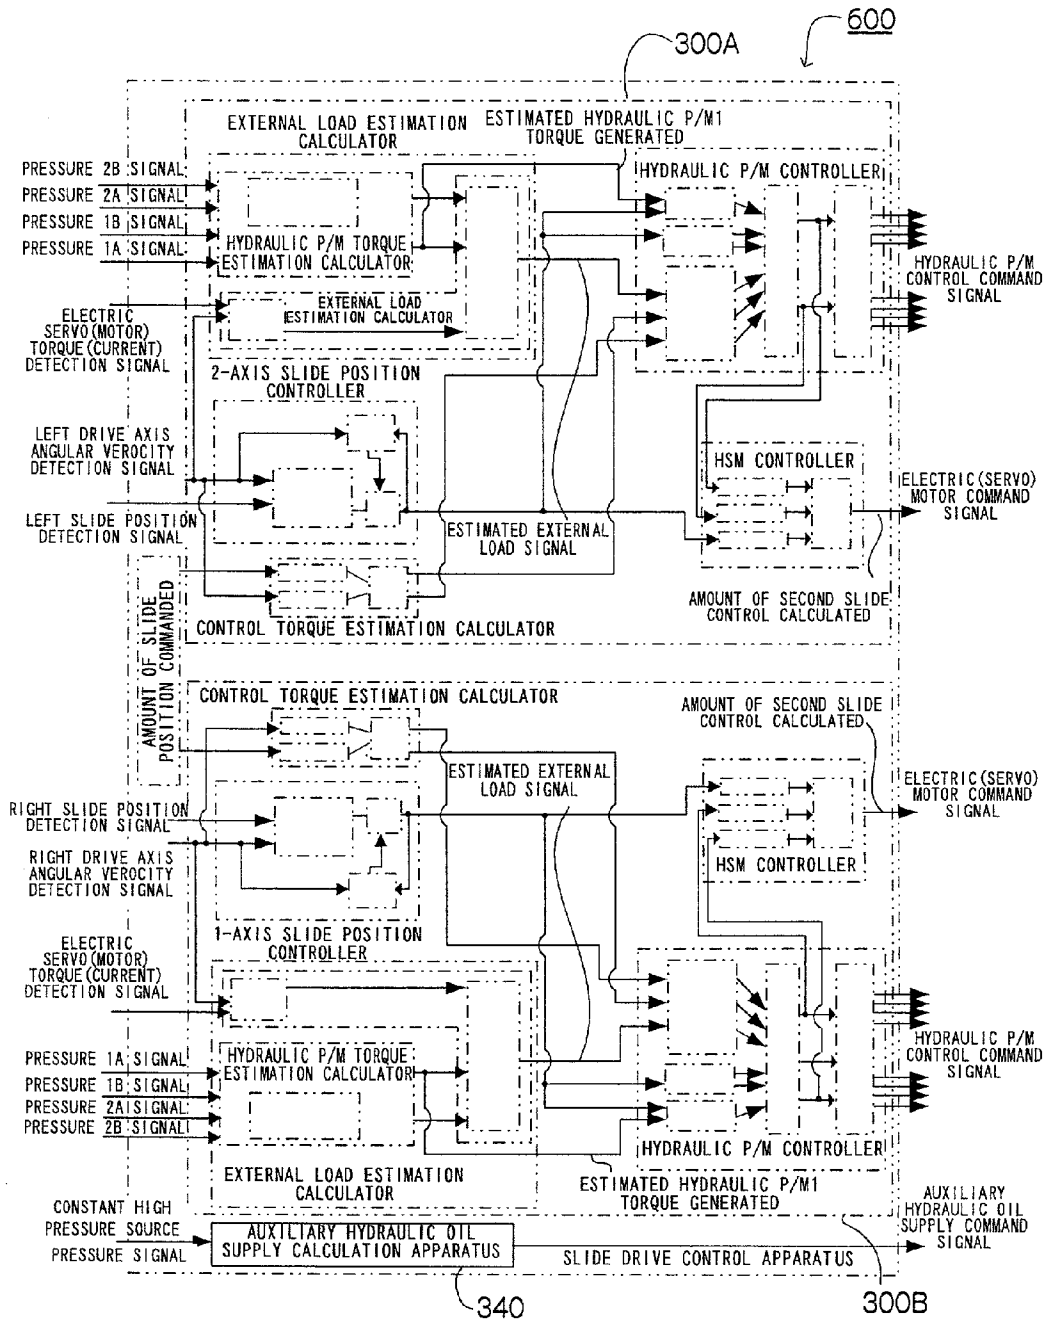 600
300A
EXTERNAL LOAD ESTIMATION
CALCULATOR
ESTIMATED HYDRAULIC P/M1
TORQUE GENERATED
HYDRAULIC P/M CONTROLLER
PRESSURE 2B SIGNAL
PRESSURE 2A SIGNAL
PRESSURE 1B SIGNAL
PRESSURE 1A SIGNAL
HYDRAULIC P/M TORQUE
ESTIMATION CALCULATOR
HYDRAULIC P/M
CONTROL COMMAND
SIGNAL
EXTERNAL LOAD
ESTIMATION CALCULATOR
ELECTRIC
SERVO(MOTOR)
TORQUE(CURRENT)
DETECTION SIGNAL
2-AXIS SLIDE POSITION
CONTROLLER
LEFT DRIVE AXIS
ANGULAR VEROCITY
DETECTION SIGNAL
HSM CONTROLLER
ELECTRIC(SERVO)
MOTOR COMMAND
SIGNAL
LEFT SLIDE POSITION
DETECTION SIGNAL
ESTIMATED EXTERNAL
LOAD SIGNAL
AMOUNT OF SECOND SLIDE
CONTROL CALCULATED
CONTROL TORQUE ESTIMATION CALCULATOR
AMOUNT OF SLIDE
POSITION COMMANDED
CONTROL TORQUE ESTIMATION CALCULATOR
AMOUNT OF SECOND SLIDE
CONTROL CALCULATED
ESTIMATED EXTERNAL
LOAD SIGNAL
ELECTRIC(SERVO)
MOTOR COMMAND
SIGNAL
RIGHT SLIDE POSITION
DETECTION SIGNAL
RIGHT DRIVE AXIS
ANGULAR VEROCITY
DETECTION SIGNAL
HSM CONTROLLER
1-AXIS SLIDE POSITION
CONTROLLER
ELECTRIC
SERVO(MOTOR)
TORQUE(CURRENT)
DETECTION SIGNAL
HYDRAULIC P/M
CONTROL COMMAND
SIGNAL
PRESSURE 1A SIGNAL
PRESSURE 1B SIGNAL
PRESSURE 2A SIGNAL
PRESSURE 2B SIGNAL
HYDRAULIC P/M TORQUE
ESTIMATION CALCULATOR
HYDRAULIC P/M CONTROLLER
EXTERNAL LOAD ESTIMATION
CALCULATOR
ESTIMATED HYDRAULIC P/M1
TORQUE GENERATED
CONSTANT HIGH
PRESSURE SOURCE
PRESSURE SIGNAL
AUXILIARY HYDRAULIC OIL
SUPPLY CALCULATION APPARATUS
SLIDE DRIVE CONTROL APPARATUS
AUXILIARY
HYDRAULIC OIL
SUPPLY COMMAND
SIGNAL
340
300B